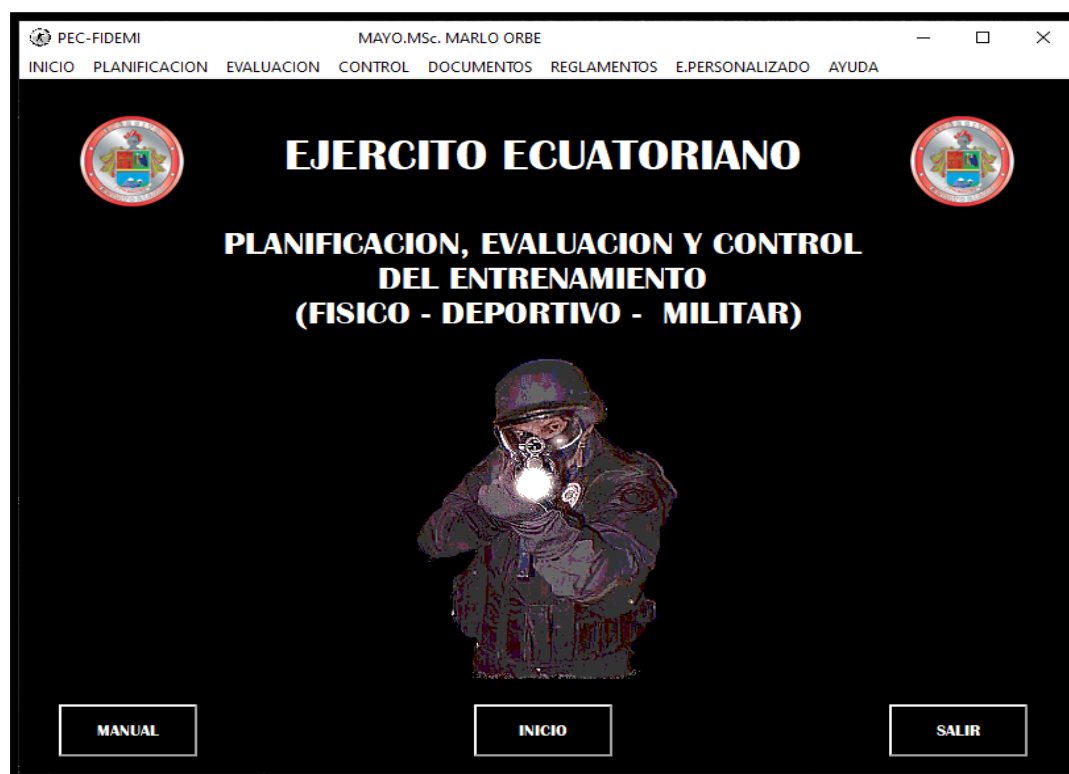 PEC-FIDEMI MAYO.MSc. MARLO ORBE
INICIO PLANIFICACION EVALUACION CONTROL DOCUMENTOS REGLAMENTOS E.PERSONALIZADO AYUDA
EJERCITO ECUATORIANO
PLANIFICACION, EVALUACION Y CONTROL
DEL ENTRENAMIENTO
(FISICO - DEPORTIVO - MILITAR)
MANUAL INICIO SALIR